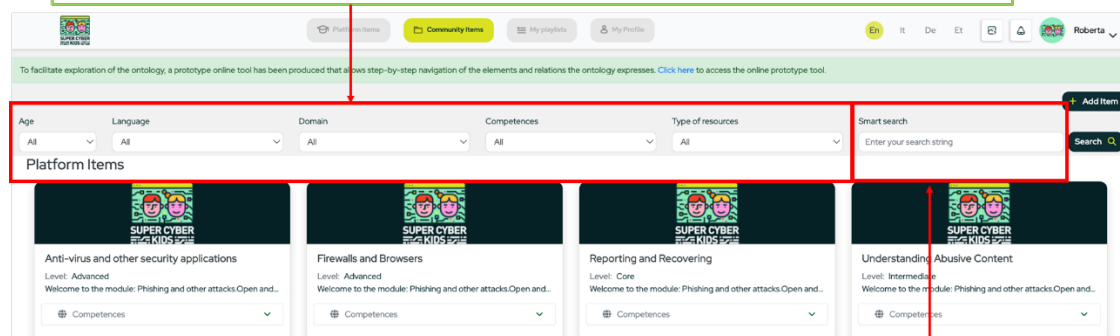 SUPER CYBER
Platform Items
Community Items
My playlists
My Profile
En It De Et
Roberta
To facilitate exploration of the ontology, a prototype online tool has been produced that allows step-by-step navigation of the elements and relations the ontology expresses. Click here to access the online prototype tool.
+ Add Item
Age Language Domain Competences Type of resources Smart search
All All All All All Enter your search string Search
Platform Items
SUPER CYBER KIDS SUPER CYBER KIDS SUPER CYBER KIDS SUPER CYBER KIDS
Anti-virus and other security applications Firewalls and Browsers Reporting and Recovering Understanding Abusive Content
Level: Advanced Level: Advanced Level: Core Level: Intermediate
Welcome to the module: Phishing and other attacks.Open and... Welcome to the module: Phishing and other attacks.Open and... Welcome to the module: Phishing and other attacks.Open and... Welcome to the module: Phishing and other attacks.Open and...
Competences Competences Competences Competences